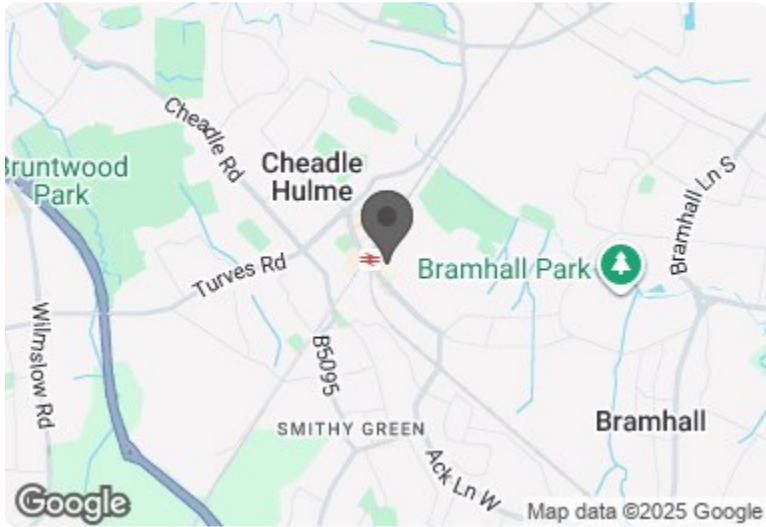 Cheadle Rd
Cheadle
Hulme
Bruntwood
Park
Bramhall Ln S
Turves Rd
Bramhall Park
Wilmslow Rd
B5095
Bramhall
SMITHY GREEN
Ack Ln W
Google
Map data ©2025 Google